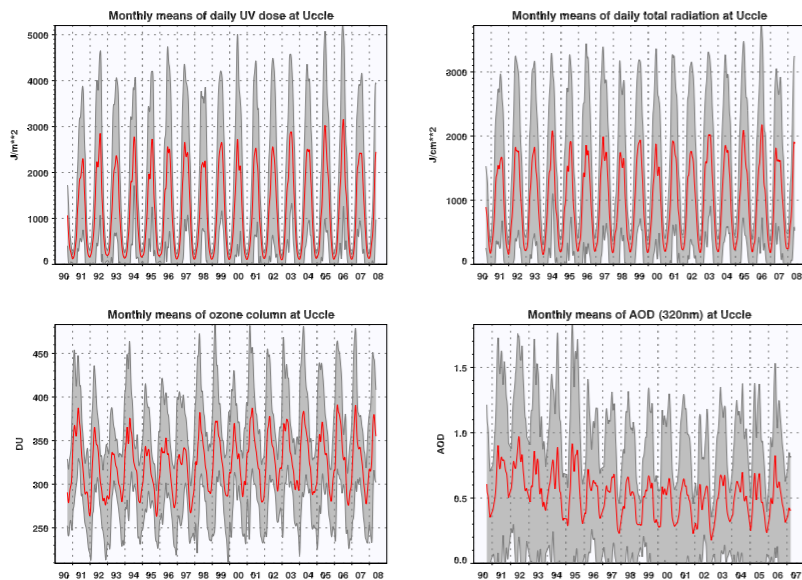 Monthly means of daily UV dose at Uccle
5000
4000
3000
2000
1000
0
J/m**2
90 91 92 93 94 95 96 97 98 99 00 01 02 03 04 05 06 07 08
Monthly means of daily total radiation at Uccle
3000
2000
1000
0
J/cm**2
90 91 92 93 94 95 96 97 98 99 00 01 02 03 04 05 06 07 08
Monthly means of ozone column at Uccle
450
400
350
300
250
DU
90 91 92 93 94 95 96 97 98 99 00 01 02 03 04 05 06 07 08
Monthly means of AOD (320nm) at Uccle
1.5
1.0
0.5
0.0
AOD
90 91 92 93 94 95 96 97 98 99 00 01 02 03 04 05 06 07